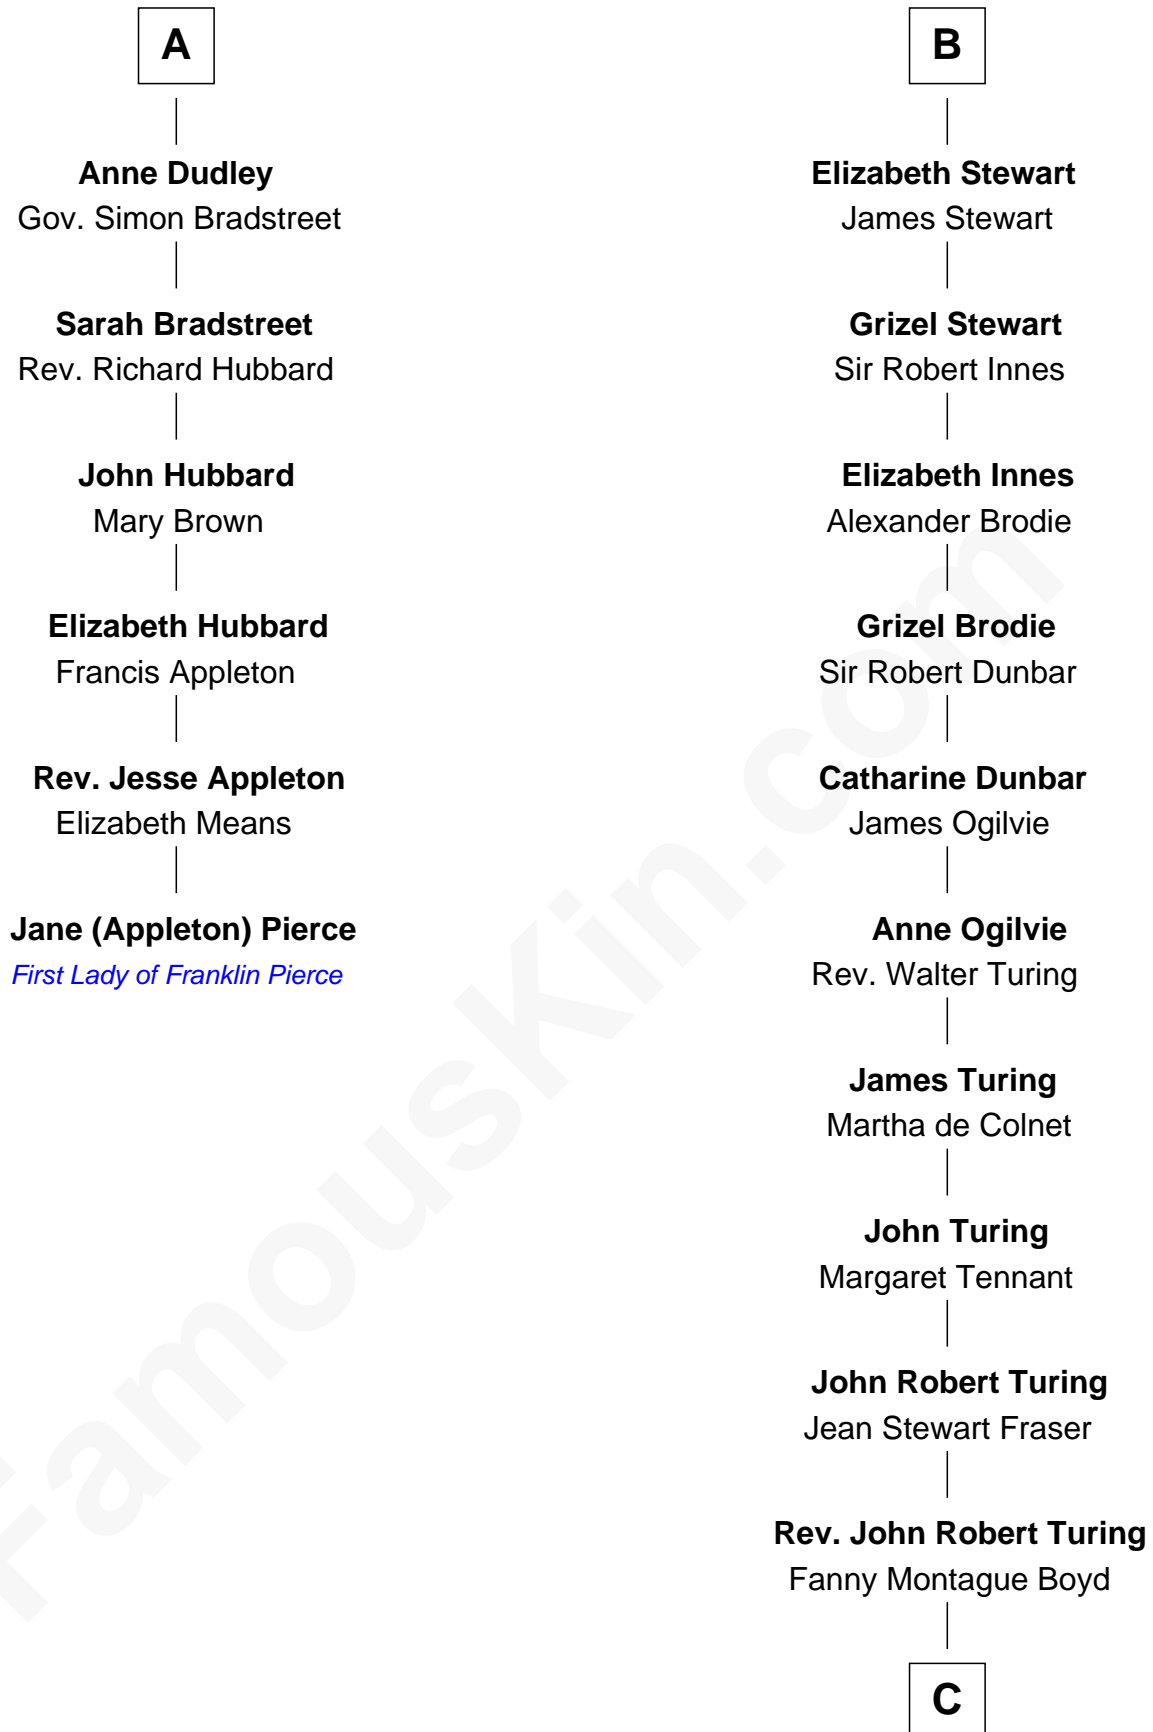 A
Anne Dudley
Gov. Simon Bradstreet
Sarah Bradstreet
Rev. Richard Hubbard
John Hubbard
Mary Brown
Elizabeth Hubbard
Francis Appleton
Rev. Jesse Appleton
Elizabeth Means
Jane (Appleton) Pierce
First Lady of Franklin Pierce
B
Elizabeth Stewart
James Stewart
Grizel Stewart
Sir Robert Innes
Elizabeth Innes
Alexander Brodie
Grizel Brodie
Sir Robert Dunbar
Catharine Dunbar
James Ogilvie
Anne Ogilvie
Rev. Walter Turing
James Turing
Martha de Colnet
John Turing
Margaret Tennant
John Robert Turing
Jean Stewart Fraser
Rev. John Robert Turing
Fanny Montague Boyd
C
FamousKin.com